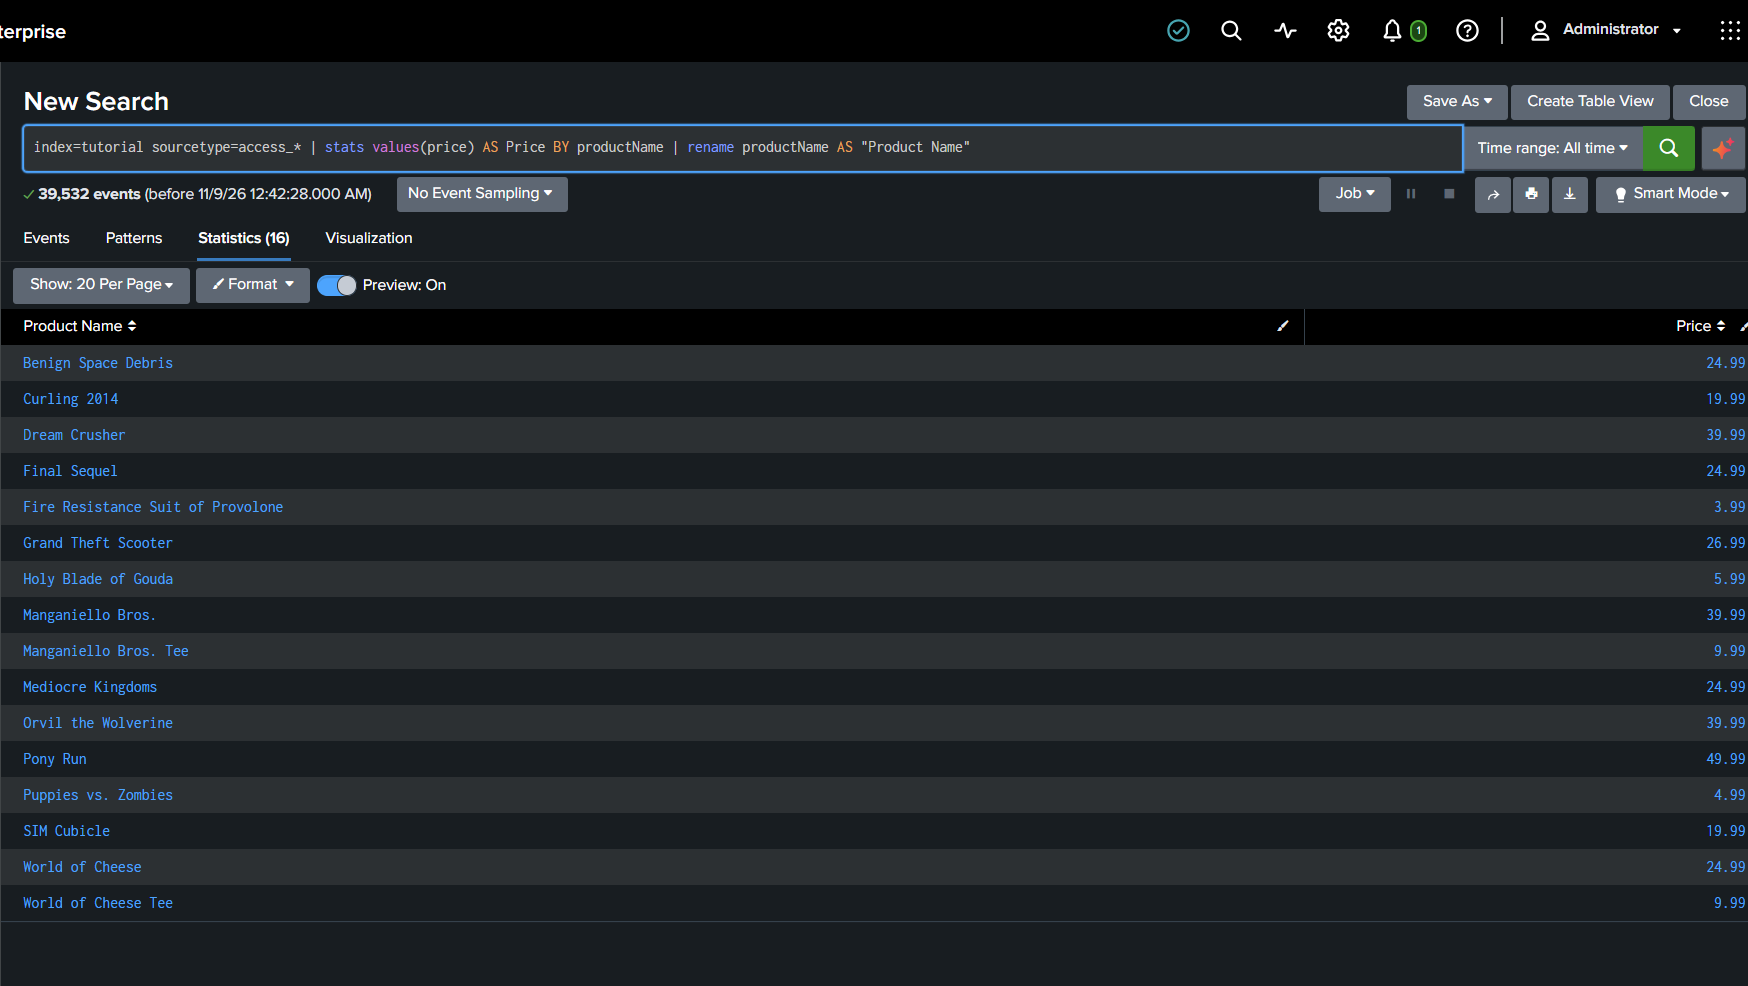 terprise
1
Administrator
New Search
Save As
Create Table View
Close
index=tutorial sourcetype=access_* | stats values(price) AS Price BY productName | rename productName AS "Product Name"
Time range: All time
39,532 events (before 11/9/26 12:42:28.000 AM)
No Event Sampling
Job
Smart Mode
Events
Patterns
Statistics (16)
Visualization
Show: 20 Per Page
Format
Preview: On
Product Name
Price
Benign Space Debris 24.99
Curling 2014 19.99
Dream Crusher 39.99
Final Sequel 24.99
Fire Resistance Suit of Provolone 3.99
Grand Theft Scooter 26.99
Holy Blade of Gouda 5.99
Manganiello Bros. 39.99
Manganiello Bros. Tee 9.99
Mediocre Kingdoms 24.99
Orvil the Wolverine 39.99
Pony Run 49.99
Puppies vs. Zombies 4.99
SIM Cubicle 19.99
World of Cheese 24.99
World of Cheese Tee 9.99